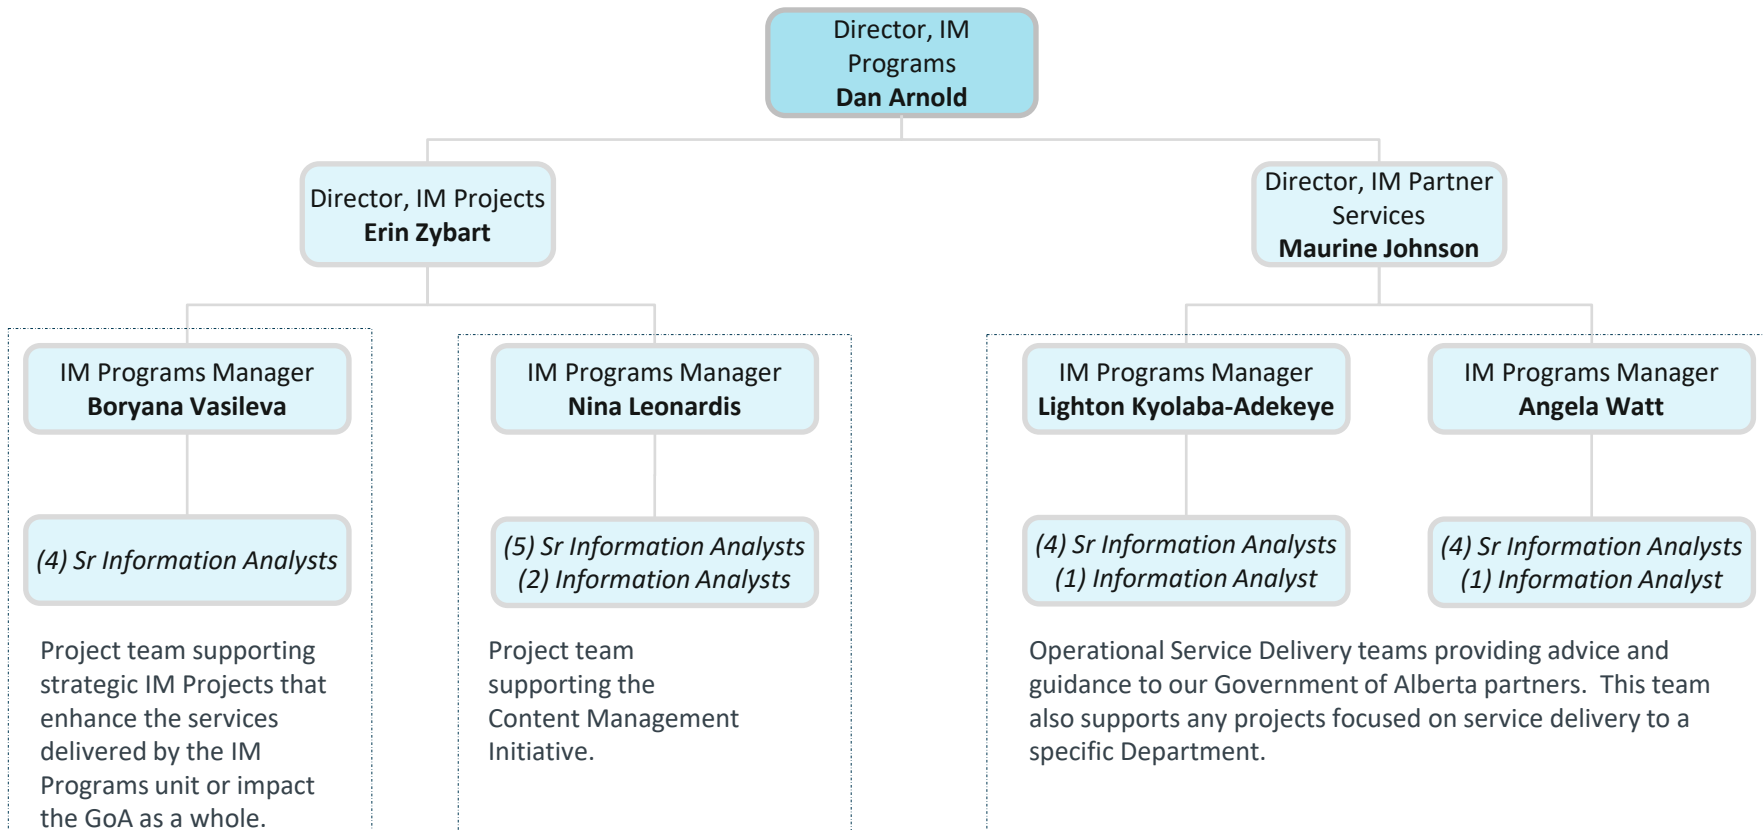 Director, IM
Programs
Dan Arnold
Director, IM Projects
Erin Zybart
Director, IM Partner
Services
Maurine Johnson
IM Programs Manager
Boryana Vasileva
IM Programs Manager
Nina Leonardis
IM Programs Manager
Lighton Kyolaba-Adekeye
IM Programs Manager
Angela Watt
(4) Sr Information Analysts
(5) Sr Information Analysts
(2) Information Analysts
(4) Sr Information Analysts
(1) Information Analyst
(4) Sr Information Analysts
(1) Information Analyst
Project team supporting
strategic IM Projects that
enhance the services
delivered by the IM
Programs unit or impact
the GoA as a whole.
Project team
supporting the
Content Management
Initiative.
Operational Service Delivery teams providing advice and
guidance to our Government of Alberta partners.  This team
also supports any projects focused on service delivery to a
specific Department.